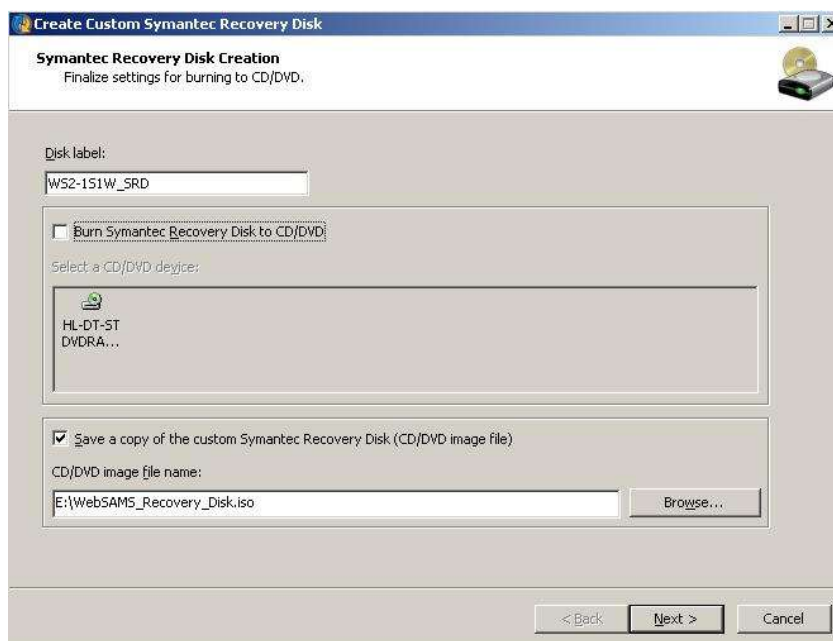 Create Custom Symantec Recovery Disk
Symantec Recovery Disk Creation
Finalize settings for burning to CD/DVD.
Disk label:
WS2-1S1W_SRD
Burn Symantec Recovery Disk to CD/DVD
Select a CD/DVD device:
HL-DT-ST
DVDRA...
Save a copy of the custom Symantec Recovery Disk (CD/DVD image file)
CD/DVD image file name:
E:\WebSAMS_Recovery_Disk.iso
Browse...
< Back
Next >
Cancel